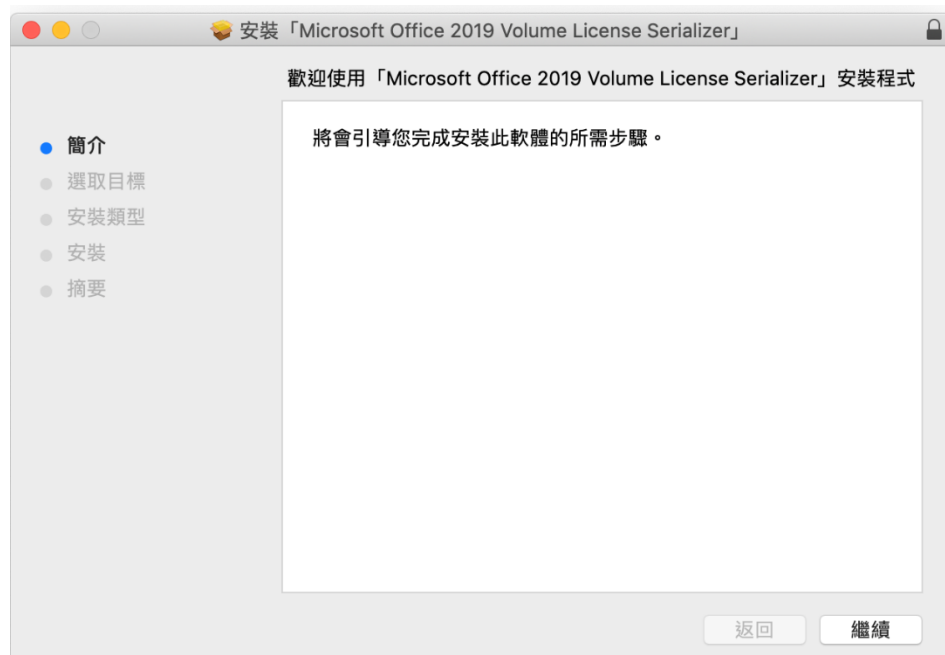 安裝「Microsoft Office 2019 Volume License Serializer」
歡迎使用「Microsoft Office 2019 Volume License Serializer」安裝程式
簡介
選取目標
安裝類型
安裝
摘要
將會引導您完成安裝此軟體的所需步驟。
返回
繼續